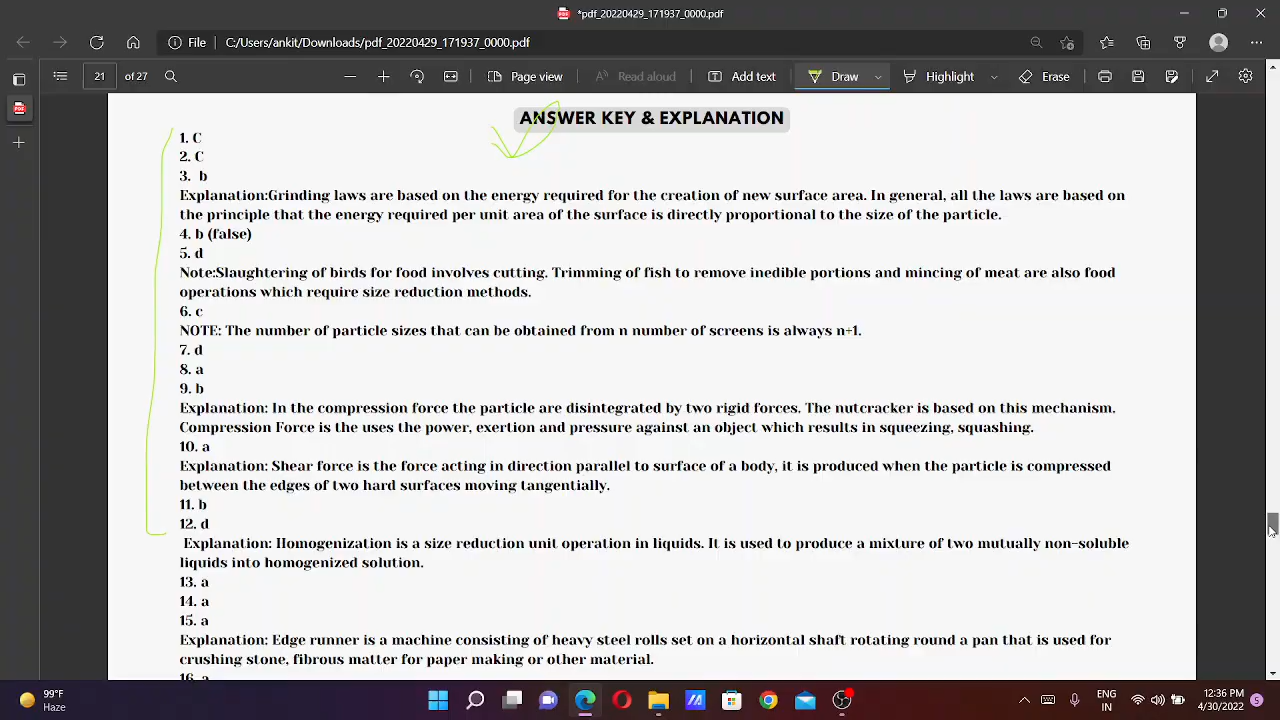 *pdf_20220429_171937_0000.pdf
File | C:/Users/ankit/Downloads/pdf_20220429_171937_0000.pdf
21 of 27
Page view
Read aloud
Add text
Draw
Highlight
Erase
ANSWER KEY & EXPLANATION
1. C
2. C
3. b
Explanation:Grinding laws are based on the energy required for the creation of new surface area. In general, all the laws are based on
the principle that the energy required per unit area of the surface is directly proportional to the size of the particle.
4. b (false)
5. d
Note:Slaughtering of birds for food involves cutting. Trimming of fish to remove inedible portions and mincing of meat are also food
operations which require size reduction methods.
6. c
NOTE: The number of particle sizes that can be obtained from n number of screens is always n+1.
7. d
8. a
9. b
Explanation: In the compression force the particle are disintegrated by two rigid forces. The nutcracker is based on this mechanism.
Compression Force is the uses the power, exertion and pressure against an object which results in squeezing, squashing.
10. a
Explanation: Shear force is the force acting in direction parallel to surface of a body, it is produced when the particle is compressed
between the edges of two hard surfaces moving tangentially.
11. b
12. d
Explanation: Homogenization is a size reduction unit operation in liquids. It is used to produce a mixture of two mutually non-soluble
liquids into homogenized solution.
13. a
14. a
15. a
Explanation: Edge runner is a machine consisting of heavy steel rolls set on a horizontal shaft rotating round a pan that is used for
crushing stone, fibrous matter for paper making or other material.
16. a
99°F
Haze
ENG
IN
12:36 PM
4/30/2022